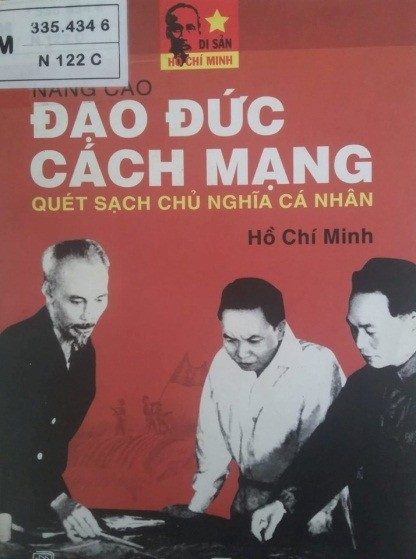 M
335.434 6
N 122 C
DI SẢN
HỒ CHÍ MINH
NÂNG CAO
ĐẠO ĐỨC
CÁCH MẠNG
QUÉT SẠCH CHỦ NGHĨA CÁ NHÂN
Hồ Chí Minh